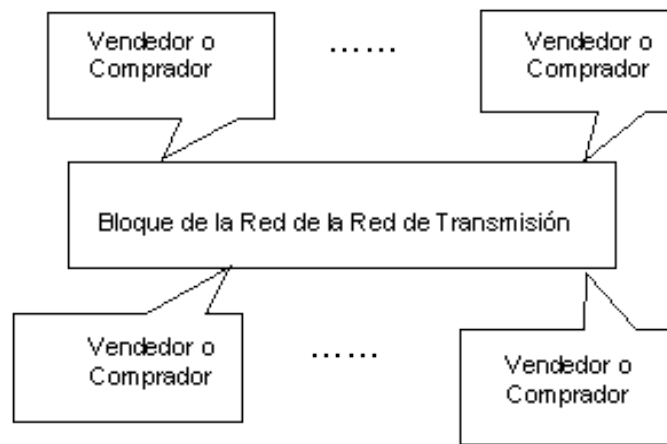 Vendedor o
Comprador
......
Vendedor o
Comprador
Bloque de la Red de la Red de Transmisión
Vendedor o
Comprador
......
Vendedor o
Comprador